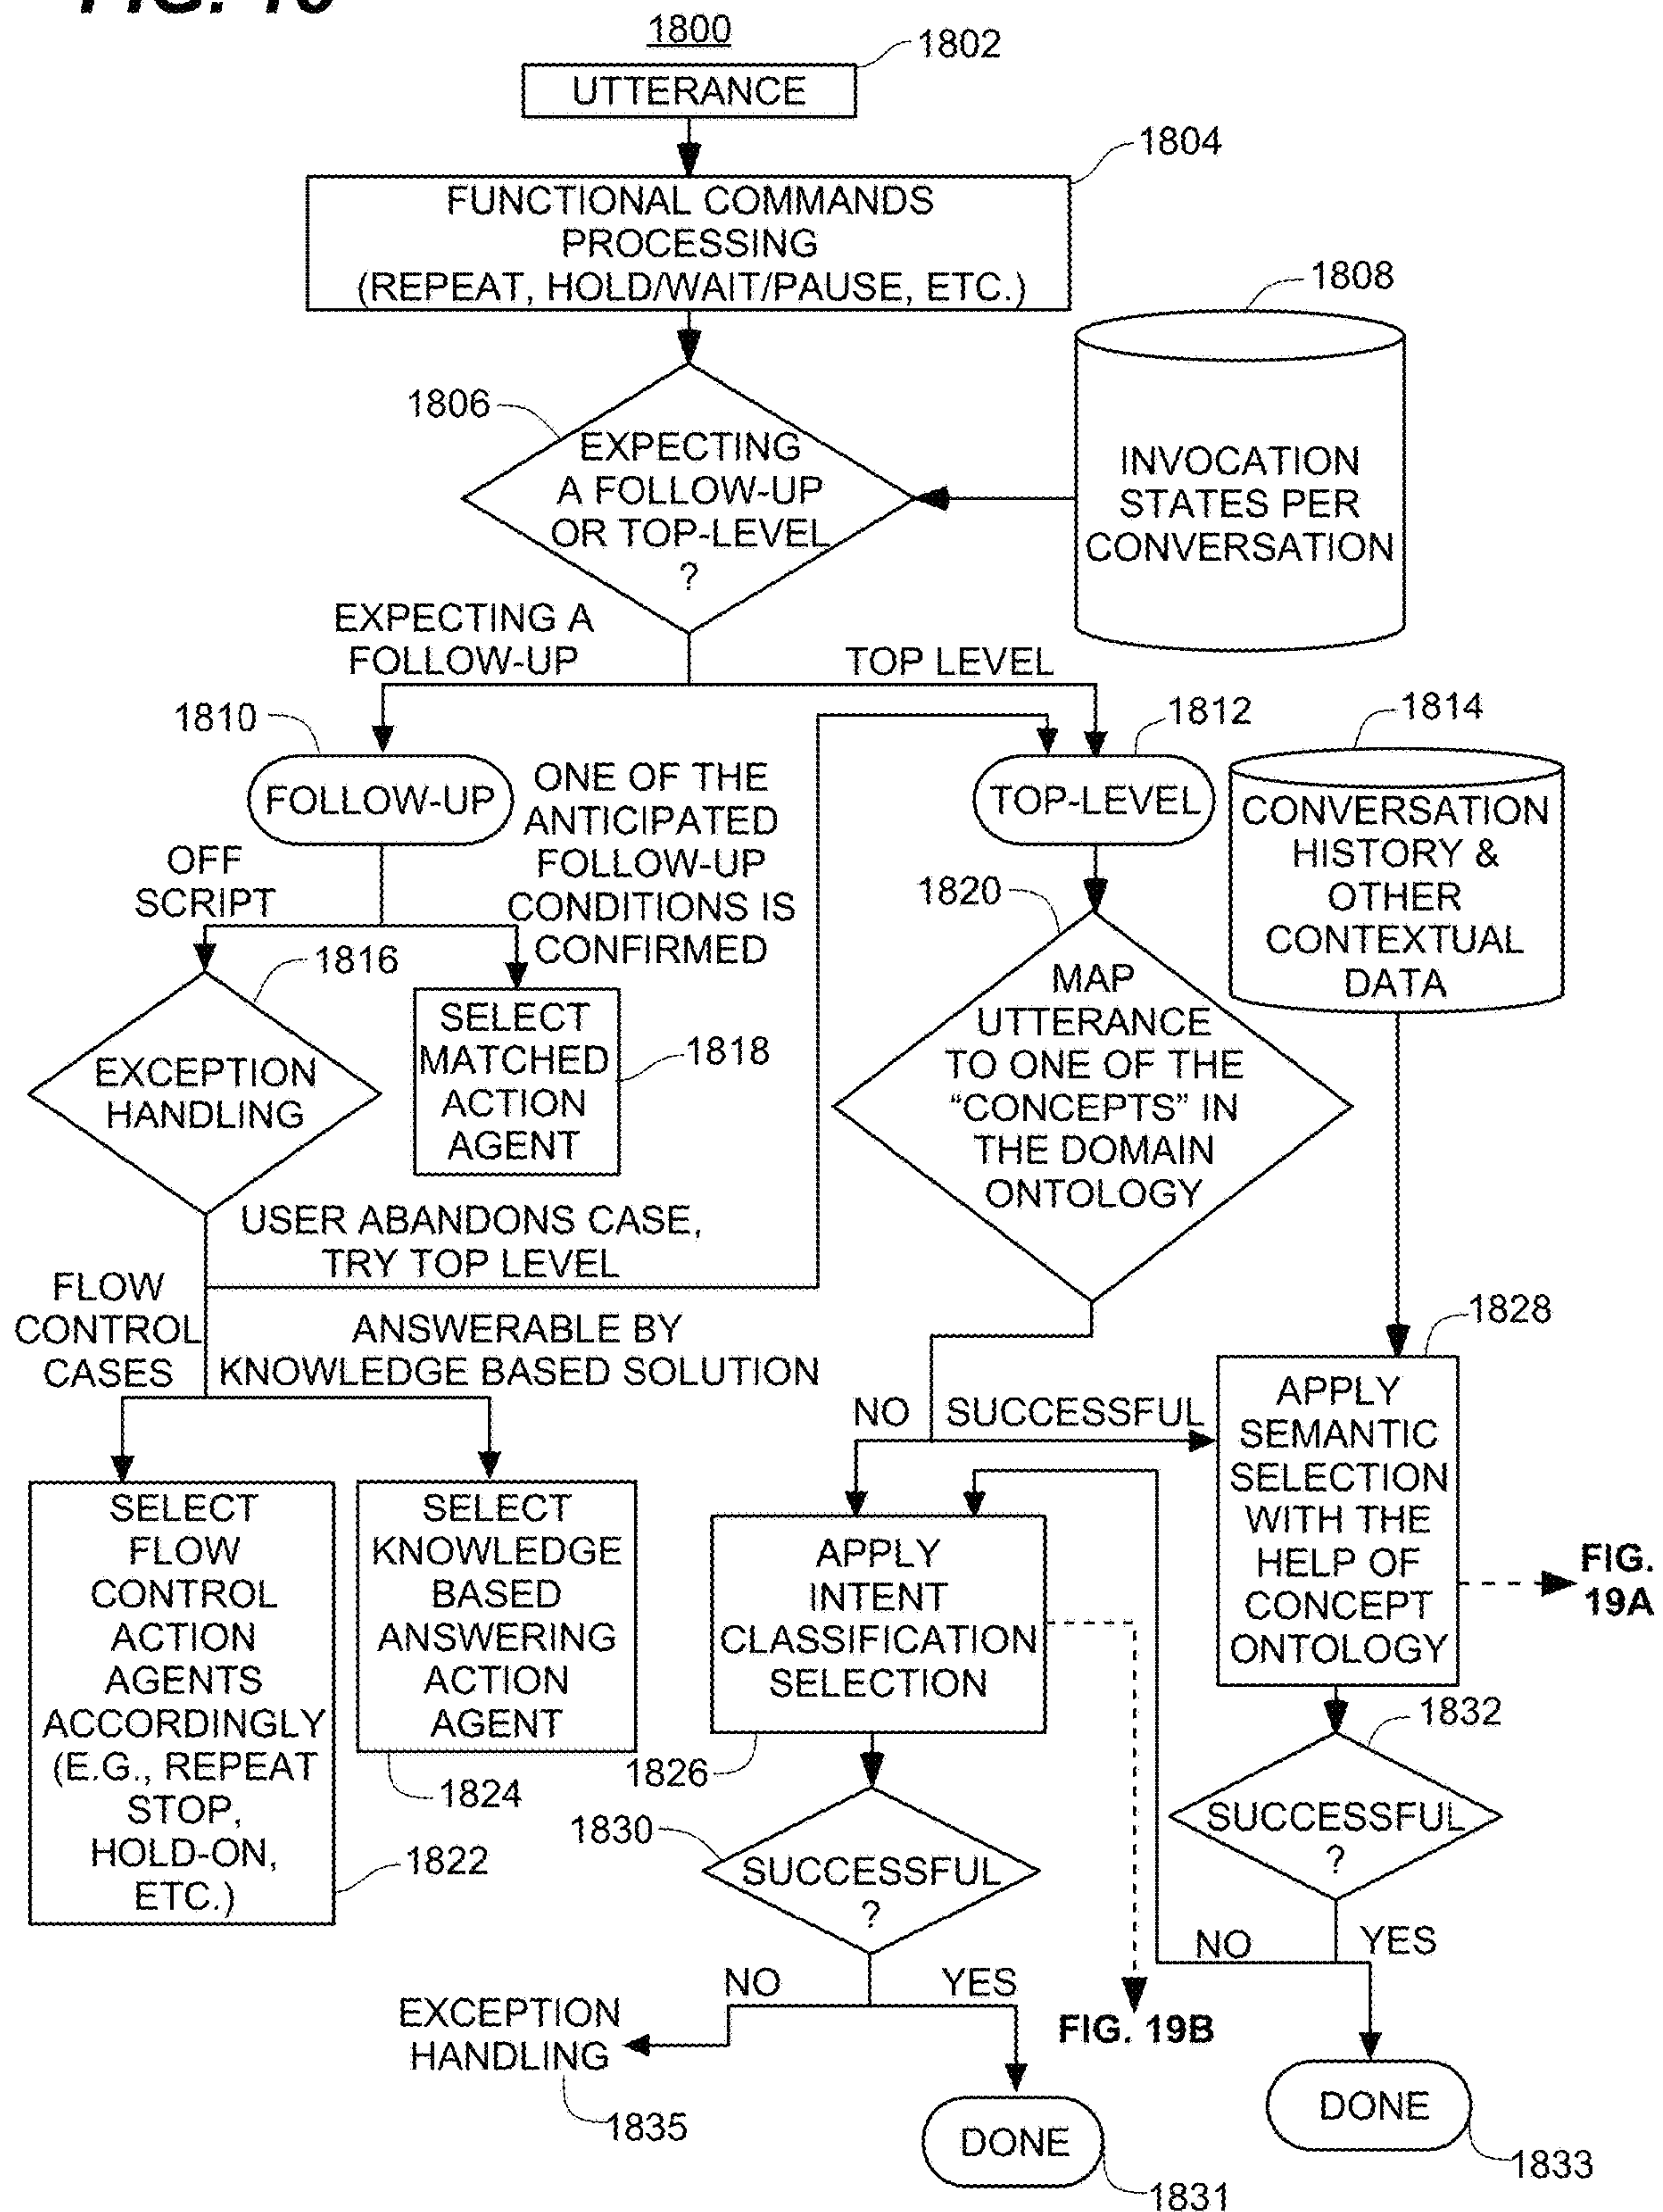 1800
1802
UTTERANCE
1804
FUNCTIONAL COMMANDS
PROCESSING
(REPEAT, HOLD/WAIT/PAUSE, ETC.)
1808
1806
EXPECTING
A FOLLOW-UP
OR TOP-LEVEL
?
INVOCATION
STATES PER
CONVERSATION
EXPECTING A
FOLLOW-UP
TOP LEVEL
1810
1812
1814
FOLLOW-UP
ONE OF THE
ANTICIPATED
FOLLOW-UP
CONDITIONS IS
CONFIRMED
TOP-LEVEL
CONVERSATION
HISTORY &
OTHER
CONTEXTUAL
DATA
OFF
SCRIPT
1820
1816
EXCEPTION
HANDLING
SELECT
MATCHED
ACTION
AGENT
1818
MAP
UTTERANCE
TO ONE OF THE
“CONCEPTS” IN
THE DOMAIN
ONTOLOGY
USER ABANDONS CASE,
TRY TOP LEVEL
FLOW
CONTROL
CASES
ANSWERABLE BY
KNOWLEDGE BASED SOLUTION
1828
NO
SUCCESSFUL
APPLY
SEMANTIC
SELECTION
WITH THE
HELP OF
CONCEPT
ONTOLOGY
FIG.
19A
SELECT
FLOW
CONTROL
ACTION
AGENTS
ACCORDINGLY
(E.G., REPEAT
STOP,
HOLD-ON,
ETC.)
1822
SELECT
KNOWLEDGE
BASED
ANSWERING
ACTION
AGENT
1824
APPLY
INTENT
CLASSIFICATION
SELECTION
1826
1832
1830
SUCCESSFUL
?
SUCCESSFUL
?
NO
YES
NO
YES
EXCEPTION
HANDLING
1835
FIG. 19B
DONE
1831
DONE
1833